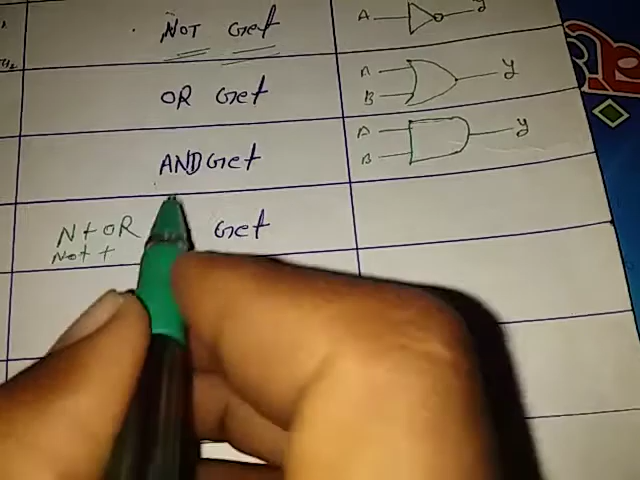 NOT Get A y
OR Get A y
B
AND Get A y
B
N+OR Get
Not +